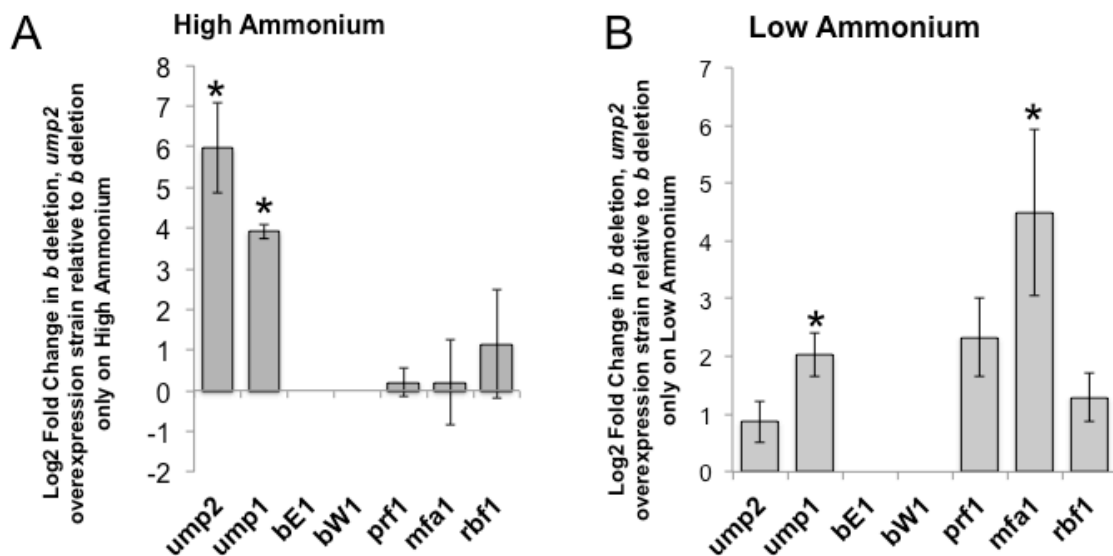 A
High Ammonium
Log2 Fold Change in b deletion, ump2
overexpression strain relative to b deletion
only on High Ammonium
8
7
6
5
4
3
2
1
0
-1
-2
*
*
ump2
ump1
bE1
bW1
prf1
mfa1
rbf1
B
Low Ammonium
Log2 Fold Change in b deletion, ump2
overexpression strain relative to b deletion
only on Low Ammonium
7
6
5
4
3
2
1
0
*
*
ump2
ump1
bE1
bW1
prf1
mfa1
rbf1